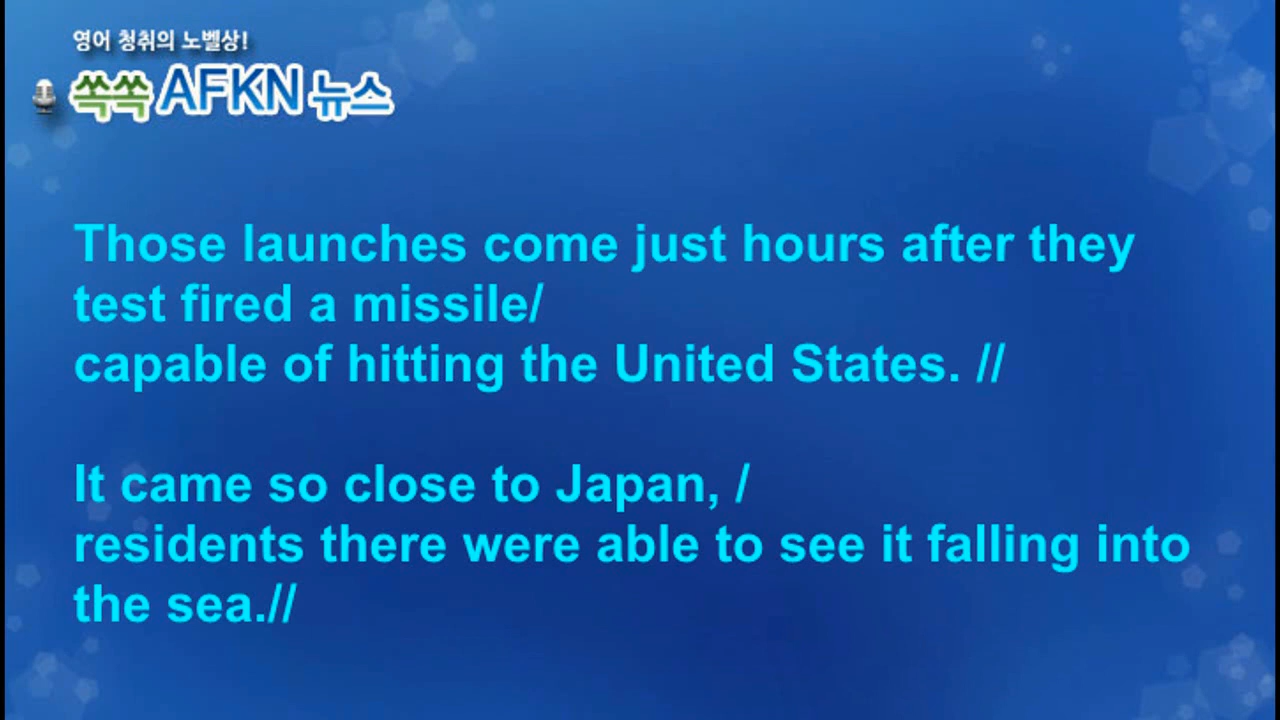 영어 청취의 노벨상!
쏙쏙 AFKN 뉴스
Those launches come just hours after they
test fired a missile/
capable of hitting the United States. //
It came so close to Japan, /
residents there were able to see it falling into
the sea.//